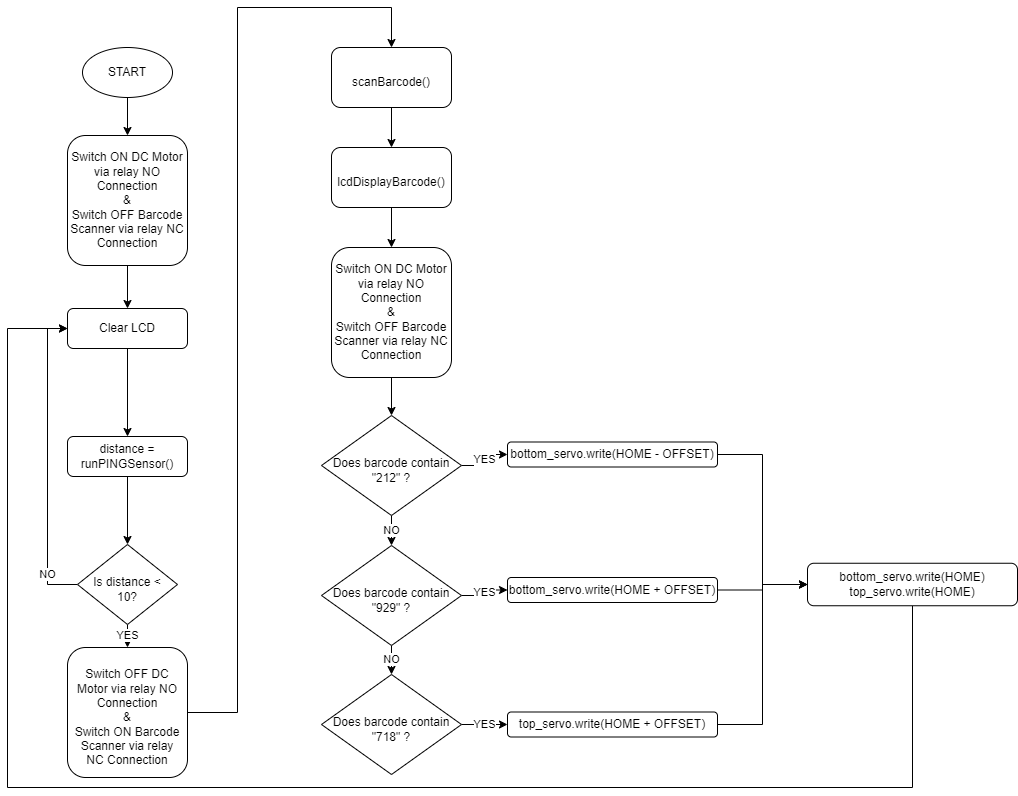 START
Switch ON DC Motor
via relay NO
Connection
&
Switch OFF Barcode
Scanner via relay NC
Connection
Clear LCD
distance =
runPINGSensor()
Is distance <
10?
NO
YES
Switch OFF DC
Motor via relay NO
Connection
&
Switch ON Barcode
Scanner via relay
NC Connection
scanBarcode()
lcdDisplayBarcode()
Switch ON DC Motor
via relay NO
Connection
&
Switch OFF Barcode
Scanner via relay NC
Connection
Does barcode contain
"212" ?
YES
bottom_servo.write(HOME - OFFSET)
NO
Does barcode contain
"929" ?
YES
bottom_servo.write(HOME + OFFSET)
NO
Does barcode contain
"718" ?
YES
top_servo.write(HOME + OFFSET)
bottom_servo.write(HOME)
top_servo.write(HOME)